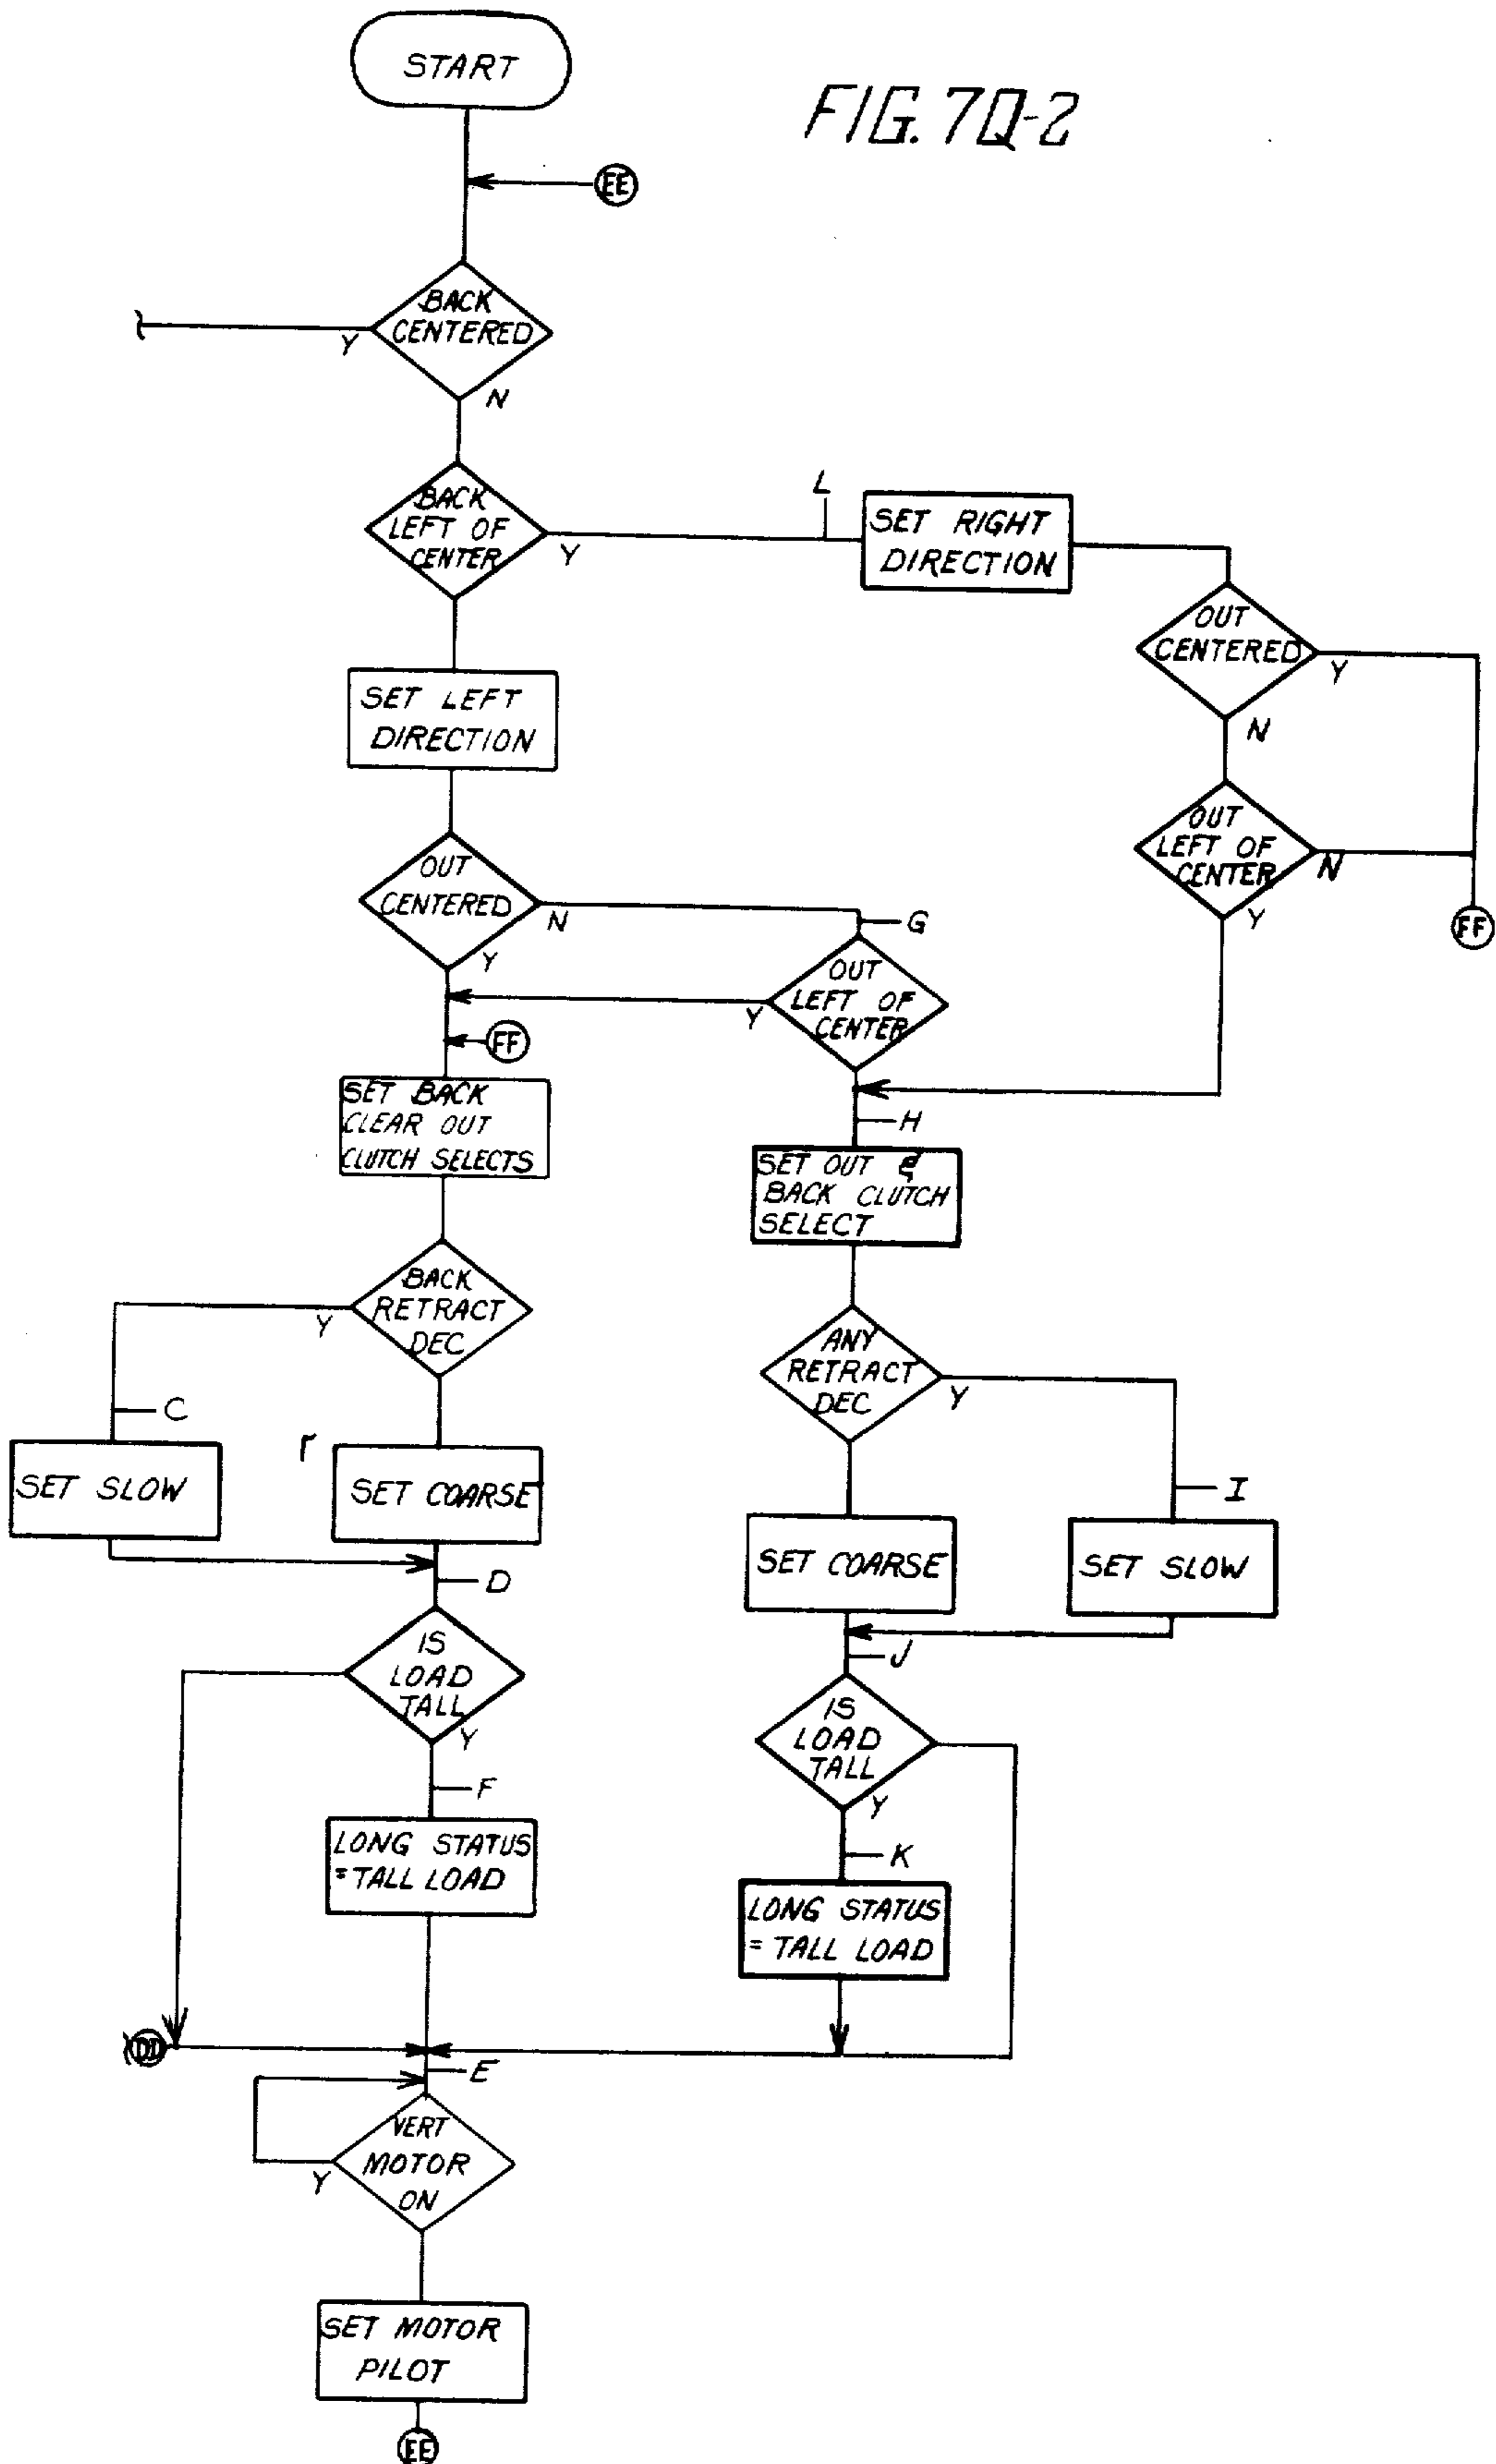 START
FIG. 7Q-2
EE
BACK
CENTERED
Y
N
BACK
LEFT OF
CENTER
Y
L
SET RIGHT
DIRECTION
OUT
CENTERED
Y
N
SET LEFT
DIRECTION
OUT
LEFT OF
CENTER
N
Y
FF
OUT
CENTERED
N
Y
G
OUT
LEFT OF
CENTER
Y
FF
SET BACK
CLEAR OUT
CLUTCH SELECTS
H
SET OUT &
BACK CLUTCH
SELECT
BACK
RETRACT
DEC
Y
ANY
RETRACT
DEC
Y
C
SET SLOW
SET COARSE
I
SET COARSE
SET SLOW
D
J
IS
LOAD
TALL
Y
IS
LOAD
TALL
Y
F
LONG STATUS
= TALL LOAD
K
LONG STATUS
= TALL LOAD
DD
E
VERT
MOTOR
ON
Y
SET MOTOR
PILOT
EE